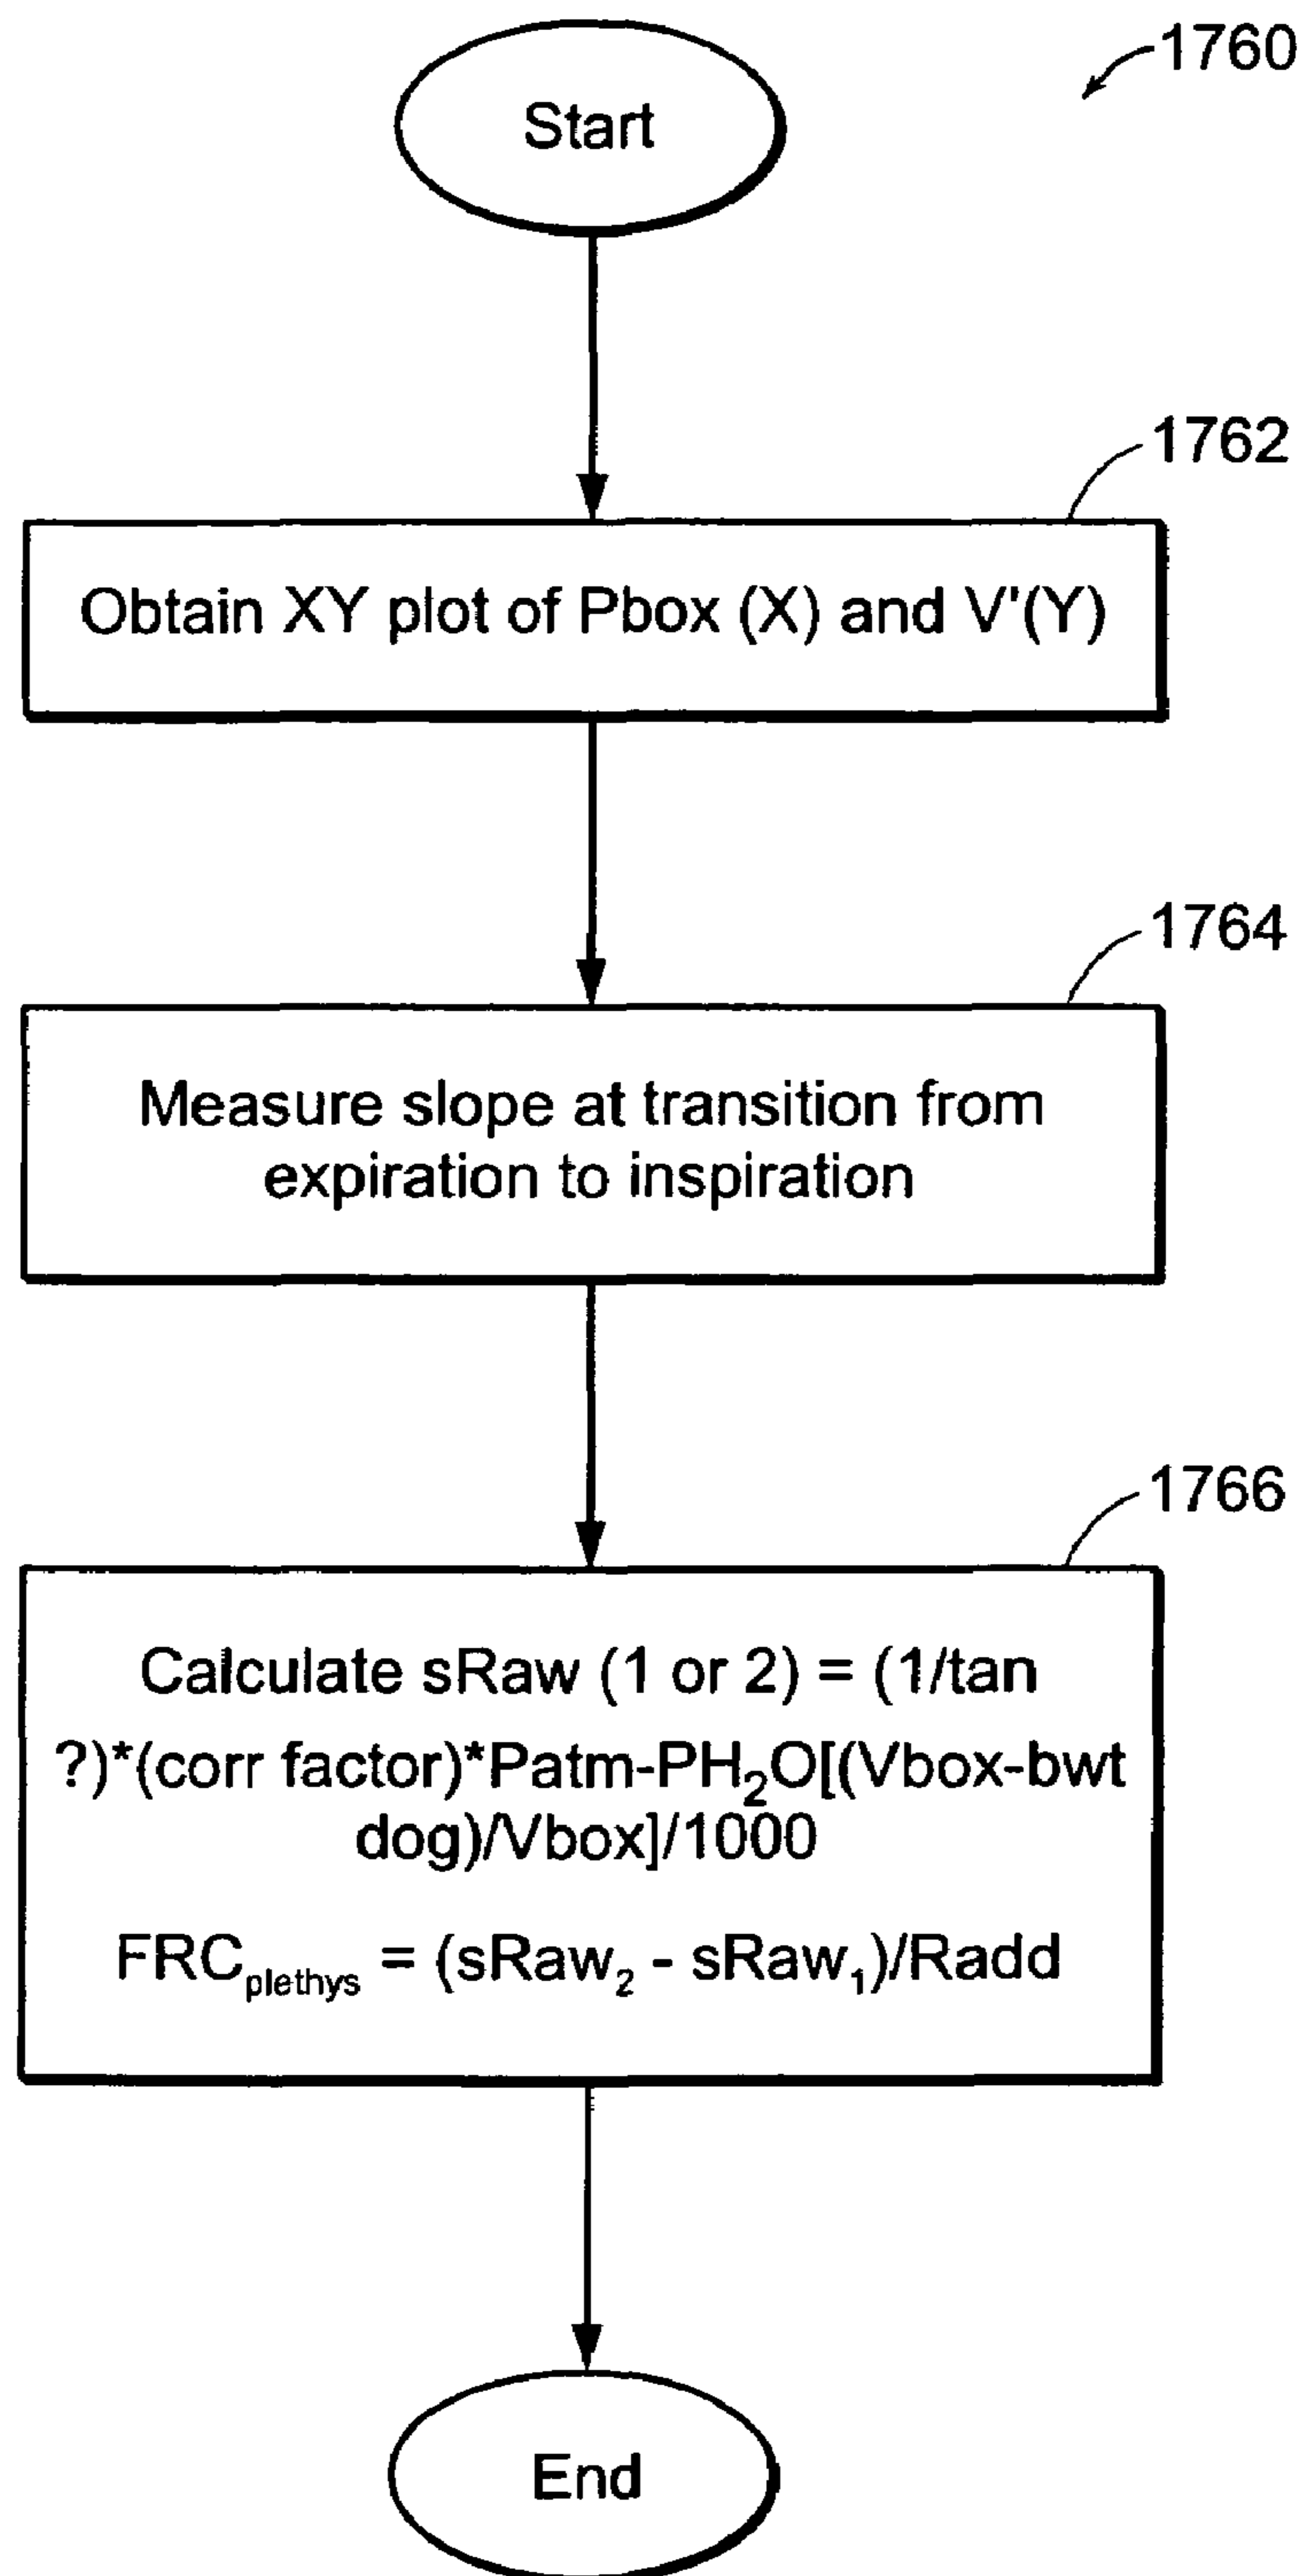 1760
Start
1762
Obtain XY plot of Pbox (X) and V'(Y)
1764
Measure slope at transition from
expiration to inspiration
1766
Calculate sRaw (1 or 2) = (1/tan
?)*(corr factor)*Patm-PH₂O[(Vbox-bwt
dog)/Vbox]/1000
FRCplethys = (sRaw₂ - sRaw₁)/Radd
End